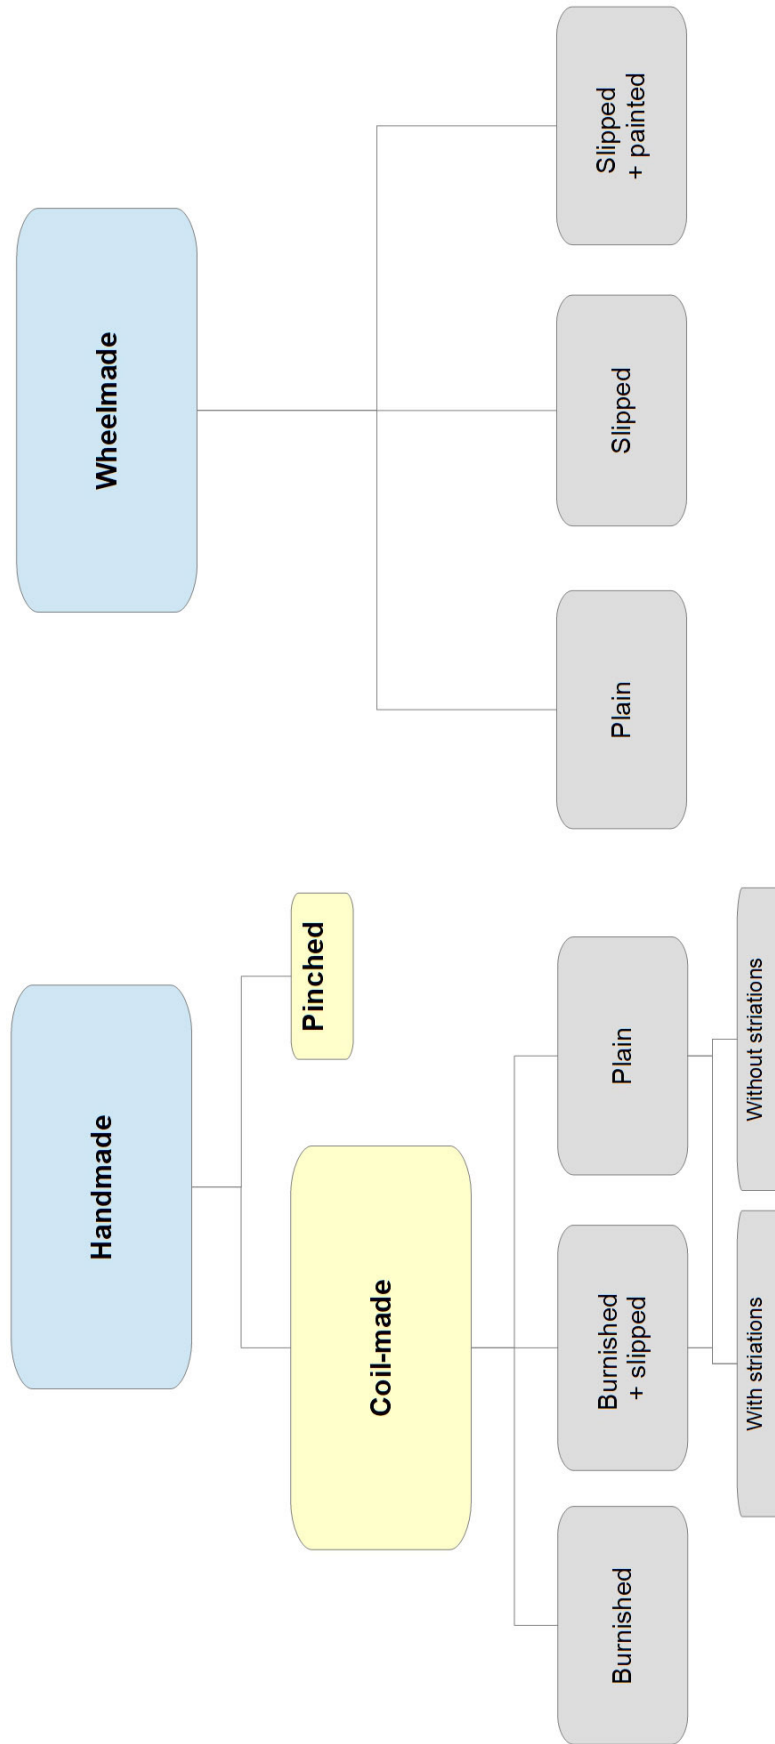 Handmade
Wheelmade
Coil-made
Pinched
Burnished
Burnished
+ slipped
Plain
Plain
Slipped
Slipped
+ painted
With striations
Without striations